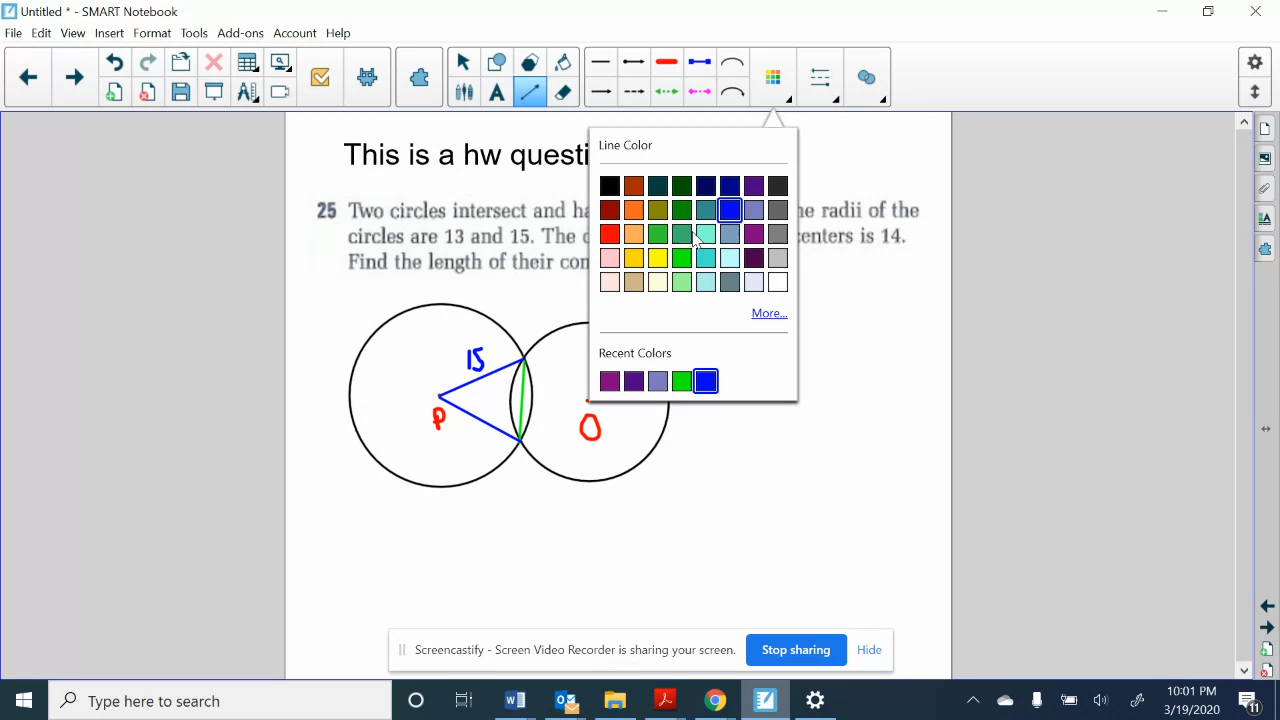 Untitled * - SMART Notebook
File Edit View Insert Format Tools Add-ons Account Help
This is a hw questi
Line Color
25 Two circles intersect and ha
he radii of the
circles are 13 and 15. The d
centers is 14.
Find the length of their con
More...
Recent Colors
15
P
O
Screencastify - Screen Video Recorder is sharing your screen. Stop sharing Hide
Type here to search
10:01 PM
3/19/2020
11